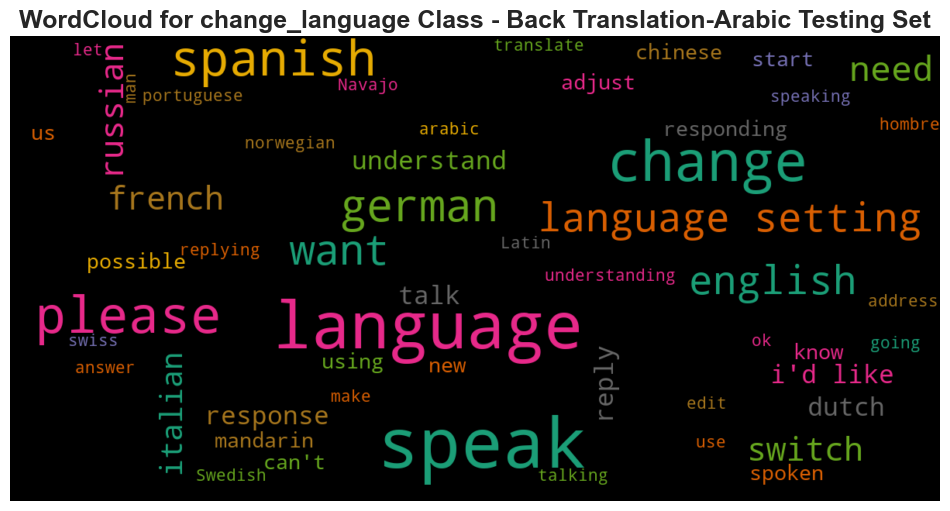 WordCloud for change_language Class - Back Translation-Arabic Testing Set
let
russian
man
spanish
translate
chinese
start
need
portuguese
Navajo
adjust
speaking
us
norwegian
arabic
responding
hombre
understand
change
french
german
language setting
want
Latin
replying
possible
understanding
english
address
please
talk
language
swiss
ok
going
answer
italian
using
new
reply
know
i'd like
make
edit
dutch
response
mandarin
speak
use
switch
can't
Swedish
talking
spoken